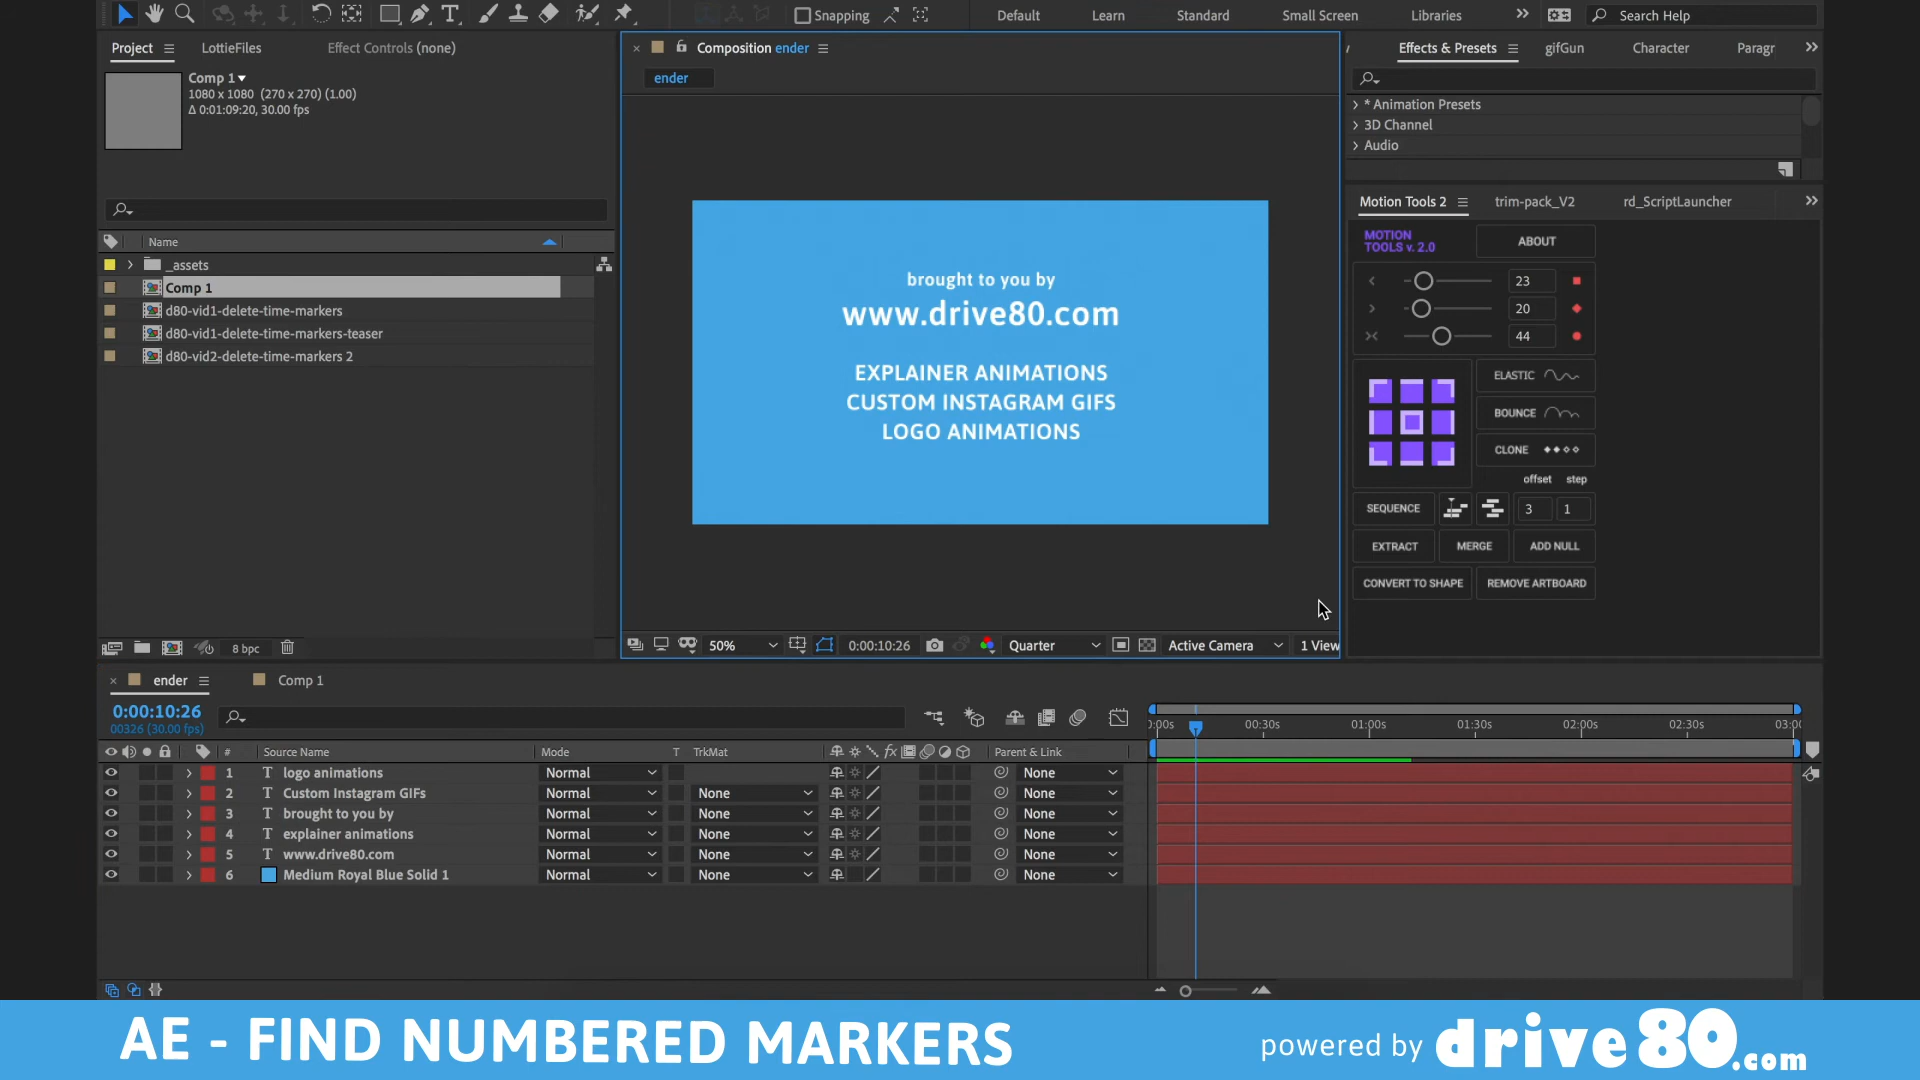 Snapping
Default
Learn
Standard
Small Screen
Libraries
Search Help
Project
LottieFiles
Effect Controls (none)
Comp 1
1080 x 1080 (270 x 270) (1.00)
Δ 0:01:09:20, 30.00 fps
Name
_assets
Comp 1
d80-vid1-delete-time-markers
d80-vid1-delete-time-markers-teaser
d80-vid2-delete-time-markers 2
8 bpc
Composition ender
ender
brought to you by
www.drive80.com
EXPLAINER ANIMATIONS
CUSTOM INSTAGRAM GIFS
LOGO ANIMATIONS
50%
0:00:10:26
Quarter
Active Camera
1 View
Effects & Presets
gifGun
Character
Paragr
* Animation Presets
3D Channel
Audio
Motion Tools 2
trim-pack_V2
rd_ScriptLauncher
MOTION
TOOLS v. 2.0
ABOUT
23
20
44
ELASTIC
BOUNCE
CLONE
offset step
SEQUENCE
3 1
EXTRACT
MERGE
ADD NULL
CONVERT TO SHAPE
REMOVE ARTBOARD
ender
Comp 1
0:00:10:26
00326 (30.00 fps)
:00s 00:30s 01:00s 01:30s 02:00s 02:30s 03:0
# Source Name Mode T TrkMat fx Parent & Link
1 T logo animations Normal None
2 T Custom Instagram GIFs Normal None None
3 T brought to you by Normal None None
4 T explainer animations Normal None None
5 T www.drive80.com Normal None None
6 Medium Royal Blue Solid 1 Normal None None
AE - FIND NUMBERED MARKERS
powered by drive80.com